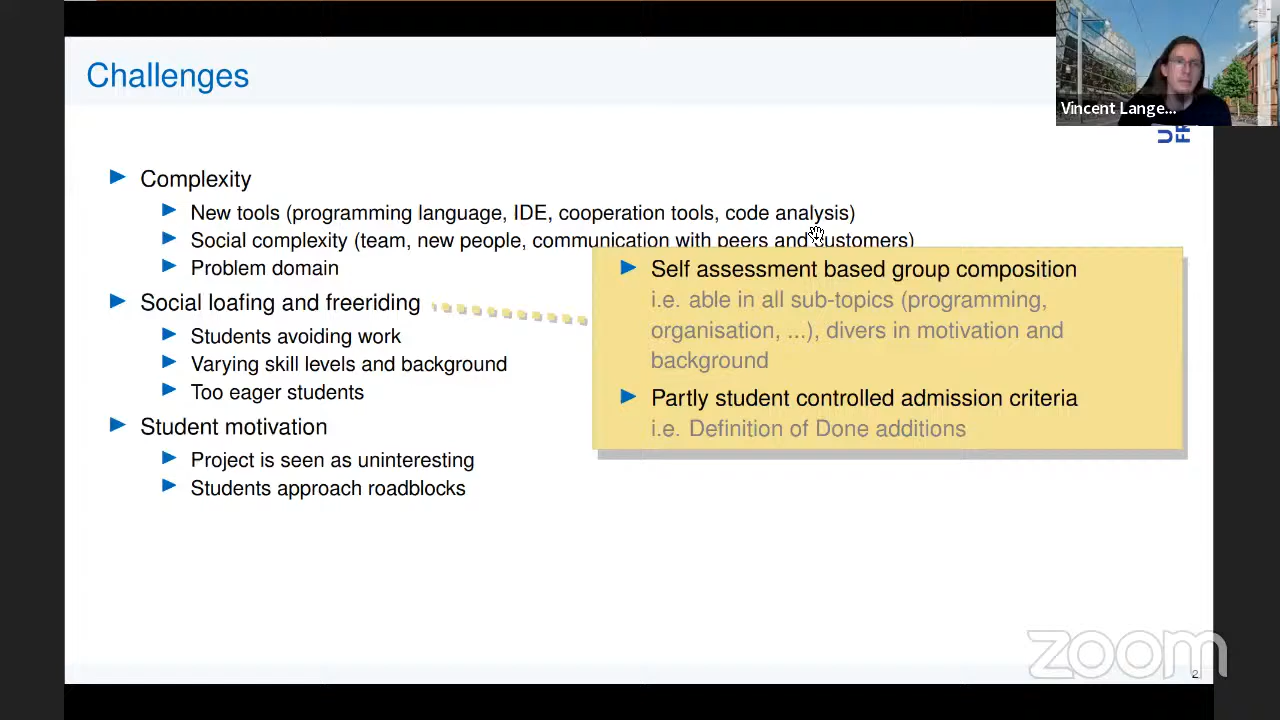 Challenges
Vincent Lange...
U
FR
Complexity
New tools (programming language, IDE, cooperation tools, code analysis)
Social complexity (team, new people, communication with peers and customers)
Problem domain
Social loafing and freeriding
Students avoiding work
Varying skill levels and background
Too eager students
Student motivation
Project is seen as uninteresting
Students approach roadblocks
Self assessment based group composition
i.e. able in all sub-topics (programming,
organisation, ...), divers in motivation and
background
Partly student controlled admission criteria
i.e. Definition of Done additions
zoom
2